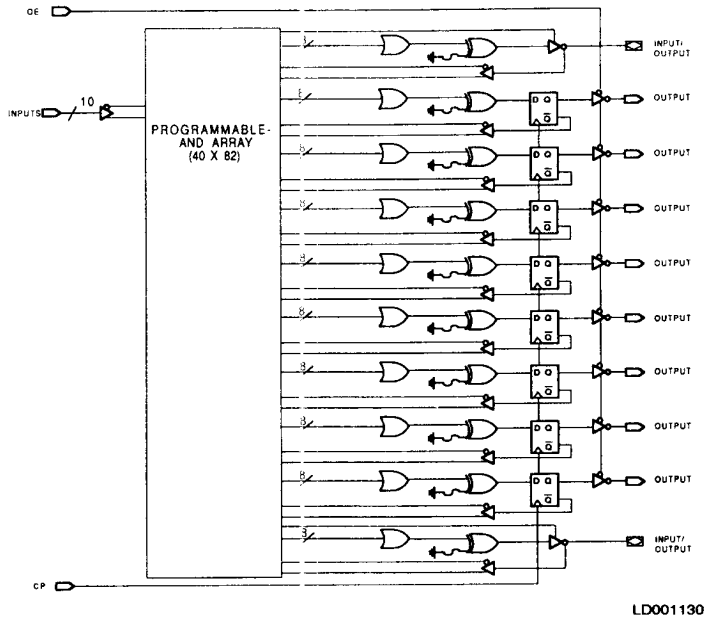 OE
INPUT/
OUTPUT
INPUTS
10
8
OUTPUT
PROGRAMMABLE-
AND ARRAY
(40 X 82)
D Q
Q̅
8
OUTPUT
D Q
Q̅
8
OUTPUT
D Q
Q̅
8
OUTPUT
D Q
Q̅
8
OUTPUT
D Q
Q̅
8
OUTPUT
D Q
Q̅
8
OUTPUT
D Q
Q̅
8
OUTPUT
D Q
Q̅
INPUT/
OUTPUT
CP
LD001130